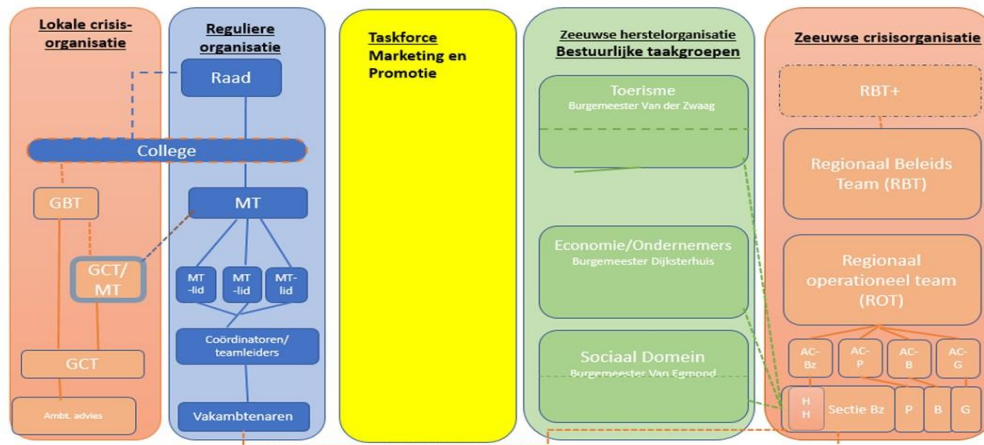 Lokale crisis-
organisatie
Reguliere
organisatie
Raad
College
GBT
MT
GCT/
MT
MT
-lid
MT
-lid
MT-
lid
Coördinatoren/
teamleiders
GCT
Ambt. advies
Vakambtenaren
Taskforce
Marketing en
Promotie
Zeeuwse herstelorganisatie
Bestuurlijke taakgroepen
Toerisme
Burgemeester Van der Zwaag
Economie/Ondernemers
Burgemeester Dijksterhuis
Sociaal Domein
Burgemeester Van Egmond
Zeeuwse crisisorganisatie
RBT+
Regionaal Beleids
Team (RBT)
Regionaal
operationeel team
(ROT)
AC-
Bz
AC-
P
AC-
B
AC-
G
H
H
Sectie Bz
P
B
G